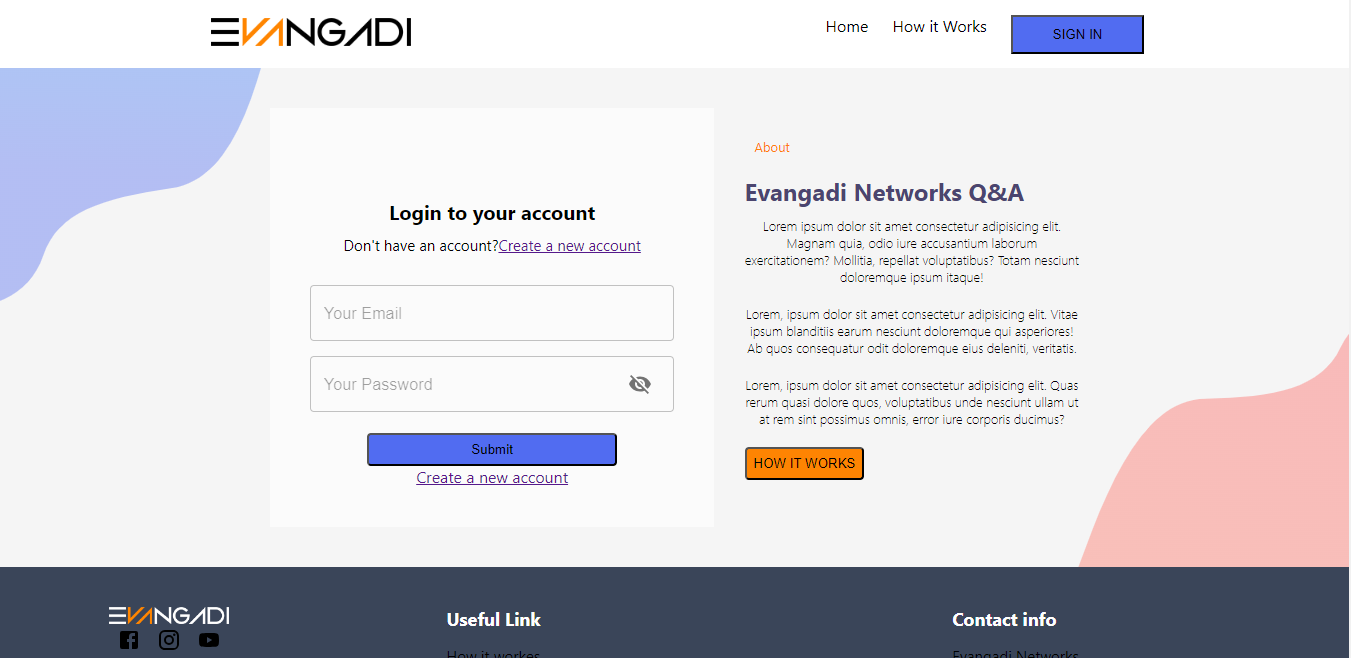 EVANGADI
Home
How it Works
SIGN IN
Login to your account
Don't have an account?Create a new account
Your Email
Your Password
Submit
Create a new account
About
Evangadi Networks Q&A
Lorem ipsum dolor sit amet consectetur adipisicing elit.
Magnam quia, odio iure accusantium laborum
exercitationem? Mollitia, repellat voluptatibus? Totam nesciunt
doloremque ipsum itaque!
Lorem, ipsum dolor sit amet consectetur adipisicing elit. Vitae
ipsum blanditiis earum nesciunt doloremque qui asperiores!
Ab quos consequatur odit doloremque eius deleniti, veritatis.
Lorem, ipsum dolor sit amet consectetur adipisicing elit. Quas
rerum quasi dolore quos, voluptatibus unde nesciunt ullam ut
at rem sint possimus omnis, error iure corporis ducimus?
HOW IT WORKS
EVANGADI
Useful Link
How it workes
Contact info
Evangadi Networks